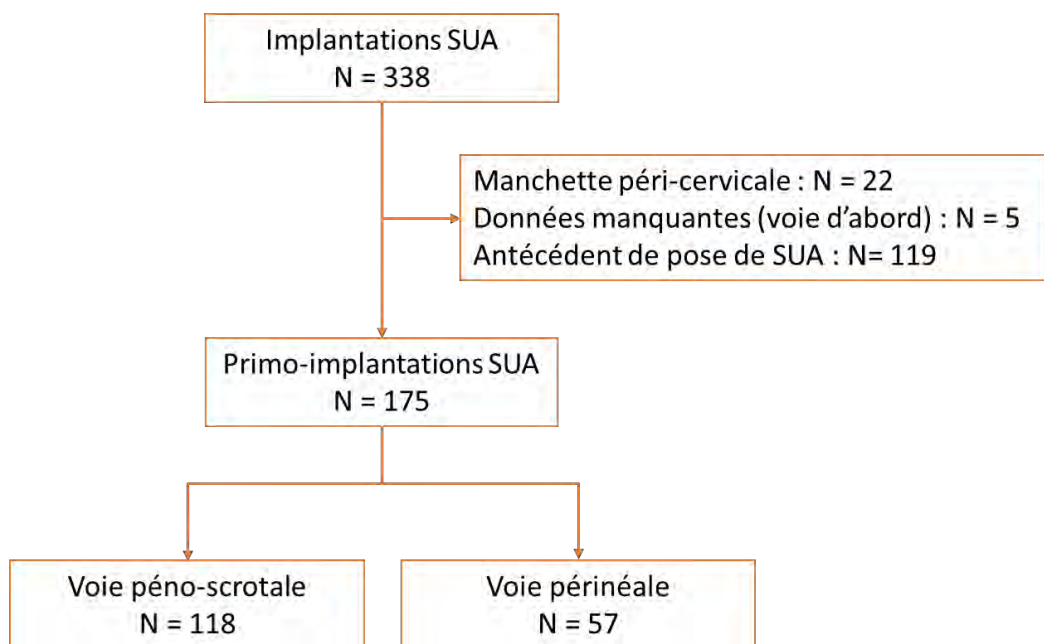 Implantations SUA
N = 338
Manchette péri-cervicale : N = 22
Données manquantes (voie d’abord) : N = 5
Antécédent de pose de SUA : N= 119
Primo-implantations SUA
N = 175
Voie péno-scrotale
N = 118
Voie périnéale
N = 57